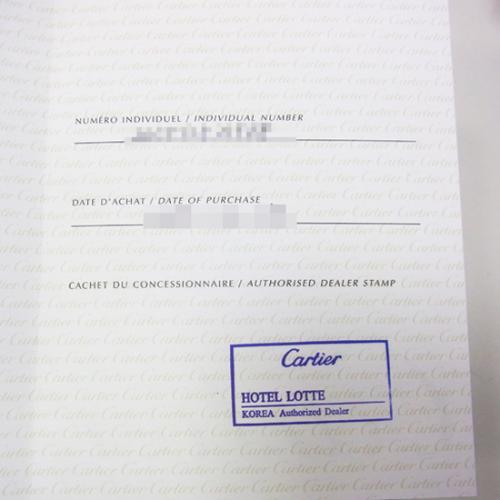 NUMÉRO INDIVIDUEL / INDIVIDUAL NUMBER
DATE D'ACHAT / DATE OF PURCHASE
CACHET DU CONCESSIONNAIRE / AUTHORISED DEALER STAMP
Cartier
HOTEL LOTTE
KOREA Authorized Dealer